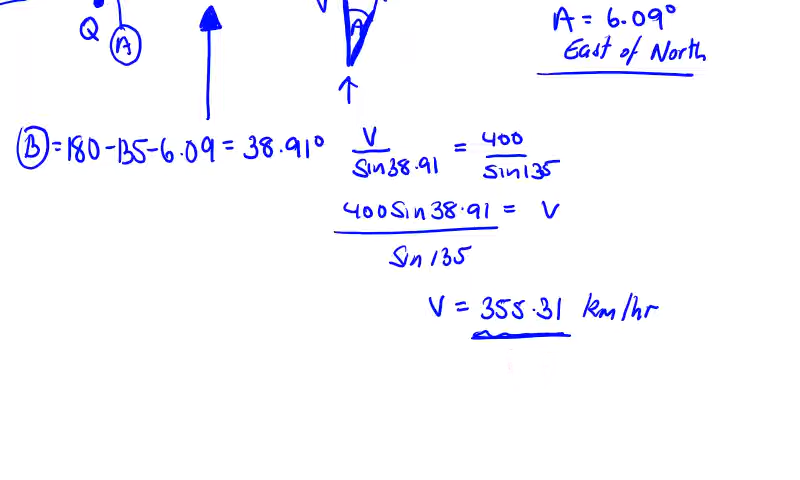 Q
A
V
A
A = 6.09°
East of North
↑
B = 180 - 135 - 6.09 = 38.91°
V / Sin 38.91 = 400 / Sin 135
400 Sin 38.91 / Sin 135 = V
V = 355.31 km/hr